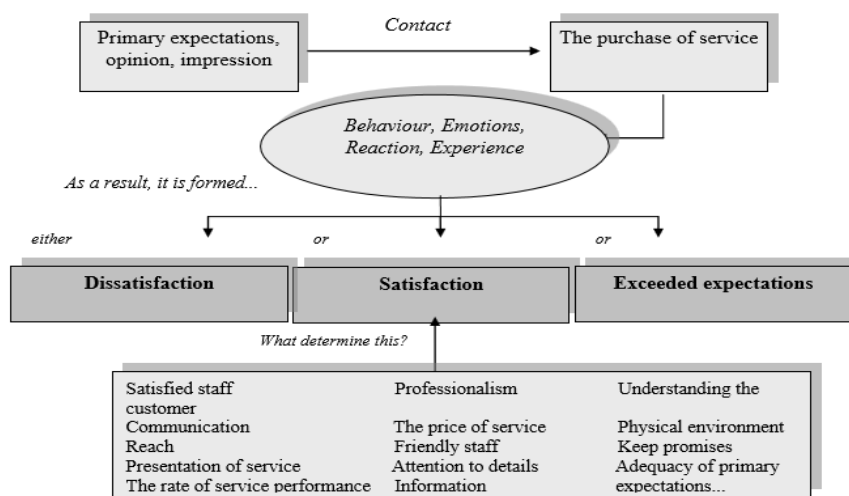 Primary expectations,
opinion, impression
Contact
The purchase of service
Behaviour, Emotions,
Reaction, Experience
As a result, it is formed...
either
or
or
Dissatisfaction
Satisfaction
Exceeded expectations
What determine this?
Satisfied staff Professionalism Understanding the
customer
Communication The price of service Physical environment
Reach Friendly staff Keep promises
Presentation of service Attention to details Adequacy of primary
The rate of service performance Information expectations...